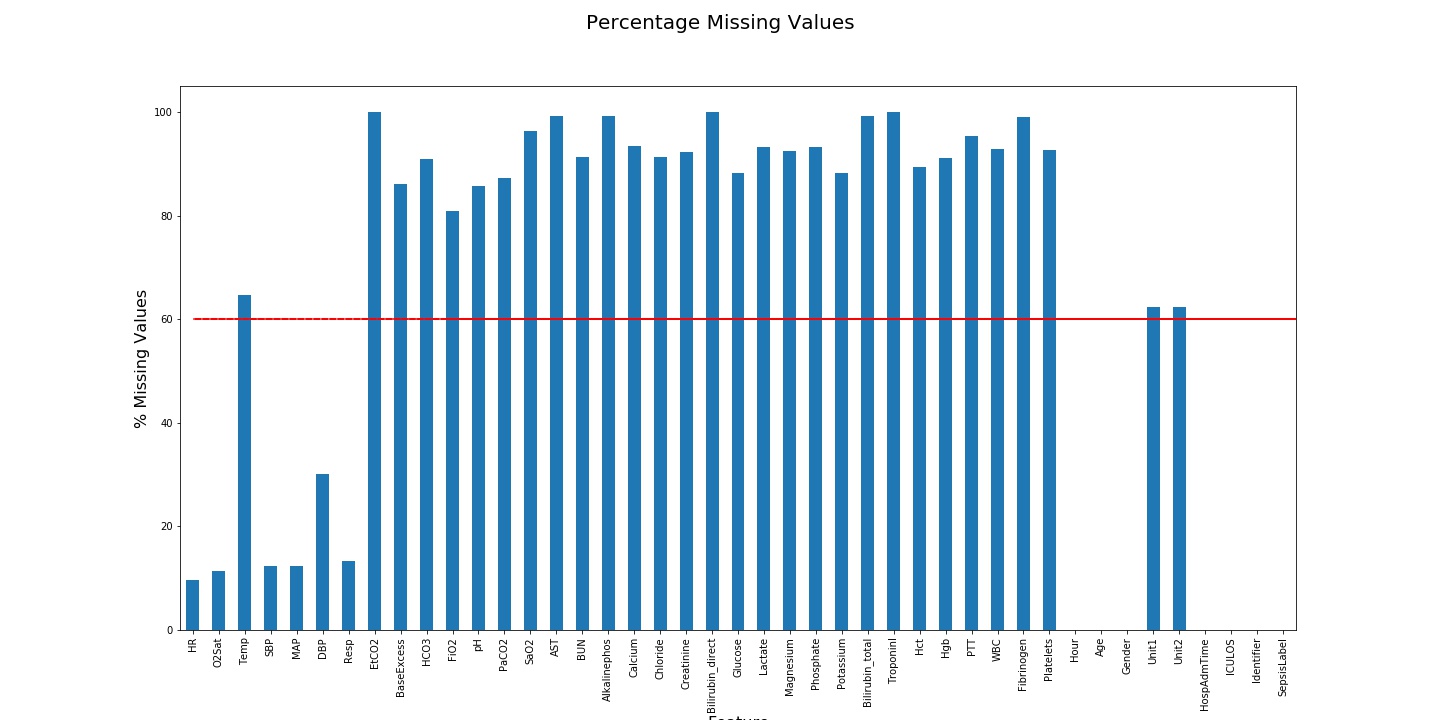 Percentage Missing Values
% Missing Values
100
80
60
40
20
0
HR
O2Sat
Temp
SBP
MAP
DBP
Resp
EtCO2
BaseExcess
HCO3
FiO2
pH
PaCO2
SaO2
AST
BUN
Alkalinephos
Calcium
Chloride
Creatinine
Bilirubin_direct
Glucose
Lactate
Magnesium
Phosphate
Potassium
Bilirubin_total
TroponinI
Hct
Hgb
PTT
WBC
Fibrinogen
Platelets
Hour
Age
Gender
Unit1
Unit2
HospAdmTime
ICULOS
Identifier
SepsisLabel
Feature